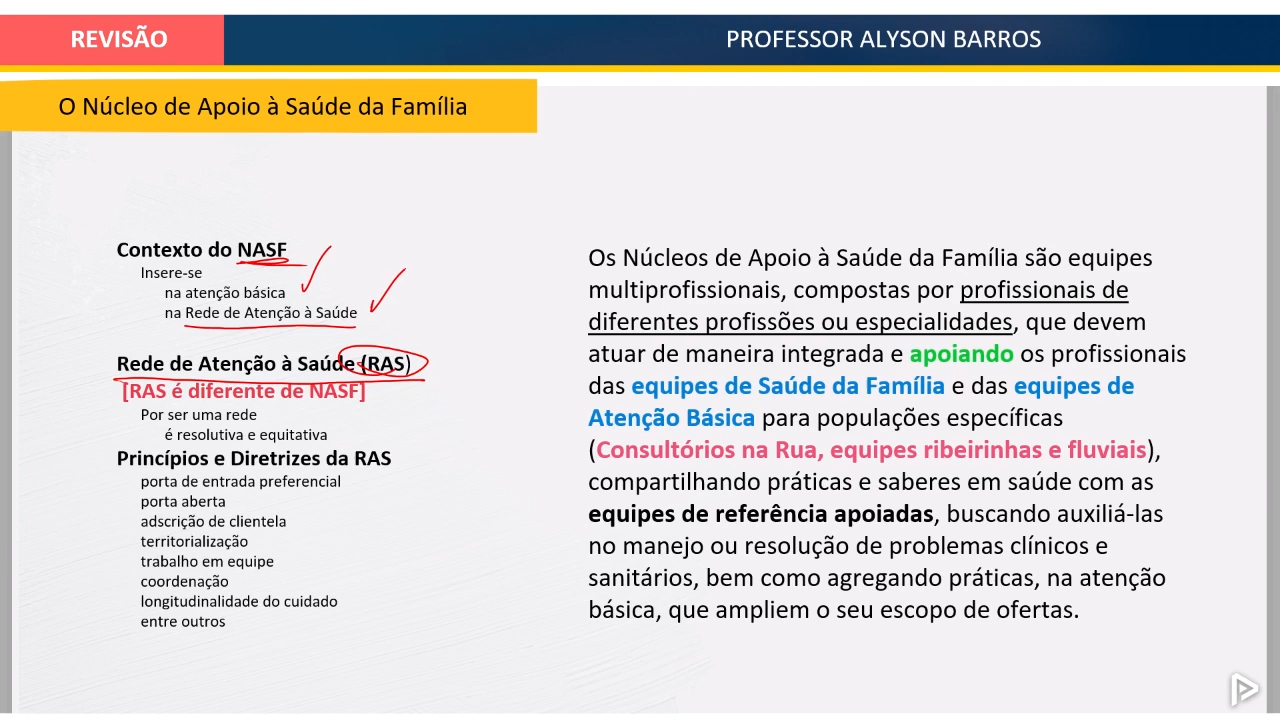 REVISÃO
PROFESSOR ALYSON BARROS
O Núcleo de Apoio à Saúde da Família
Contexto do NASF
Insere-se
na atenção básica
na Rede de Atenção à Saúde
Rede de Atenção à Saúde (RAS)
[RAS é diferente de NASF]
Por ser uma rede
é resolutiva e equitativa
Princípios e Diretrizes da RAS
porta de entrada preferencial
porta aberta
adscrição de clientela
territorialização
trabalho em equipe
coordenação
longitudinalidade do cuidado
entre outros
Os Núcleos de Apoio à Saúde da Família são equipes
multiprofissionais, compostas por profissionais de
diferentes profissões ou especialidades, que devem
atuar de maneira integrada e apoiando os profissionais
das equipes de Saúde da Família e das equipes de
Atenção Básica para populações específicas
(Consultórios na Rua, equipes ribeirinhas e fluviais),
compartilhando práticas e saberes em saúde com as
equipes de referência apoiadas, buscando auxiliá-las
no manejo ou resolução de problemas clínicos e
sanitários, bem como agregando práticas, na atenção
básica, que ampliem o seu escopo de ofertas.